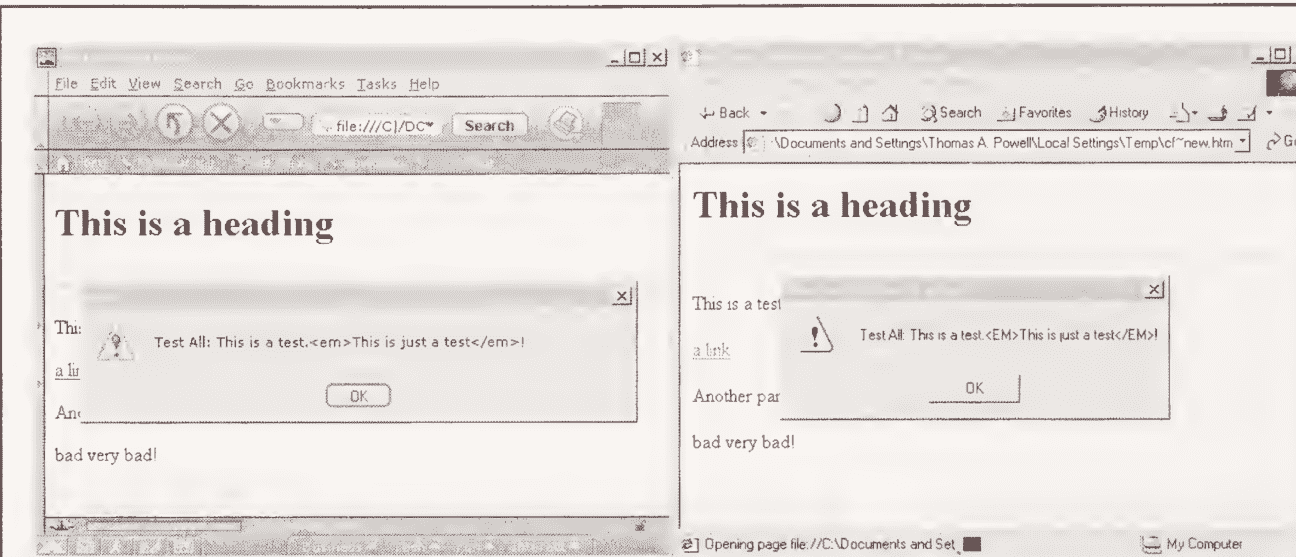 File Edit View Search Go Bookmarks Tasks Help
file:///C|/DC Search
This is a heading
This
Test All: This is a test.<em>This is just a test</em>!
a lin
OK
An
bad very bad!
Back Search Favorites History
Address \Documents and Settings\Thomas A. Powell\Local Settings\Temp\cf~new.htm Go
This is a heading
This is a test
Test All: This is a test.<EM>This is just a test</EM>!
a link
OK
Another par
bad very bad!
Opening page file://C:\Documents and Set My Computer